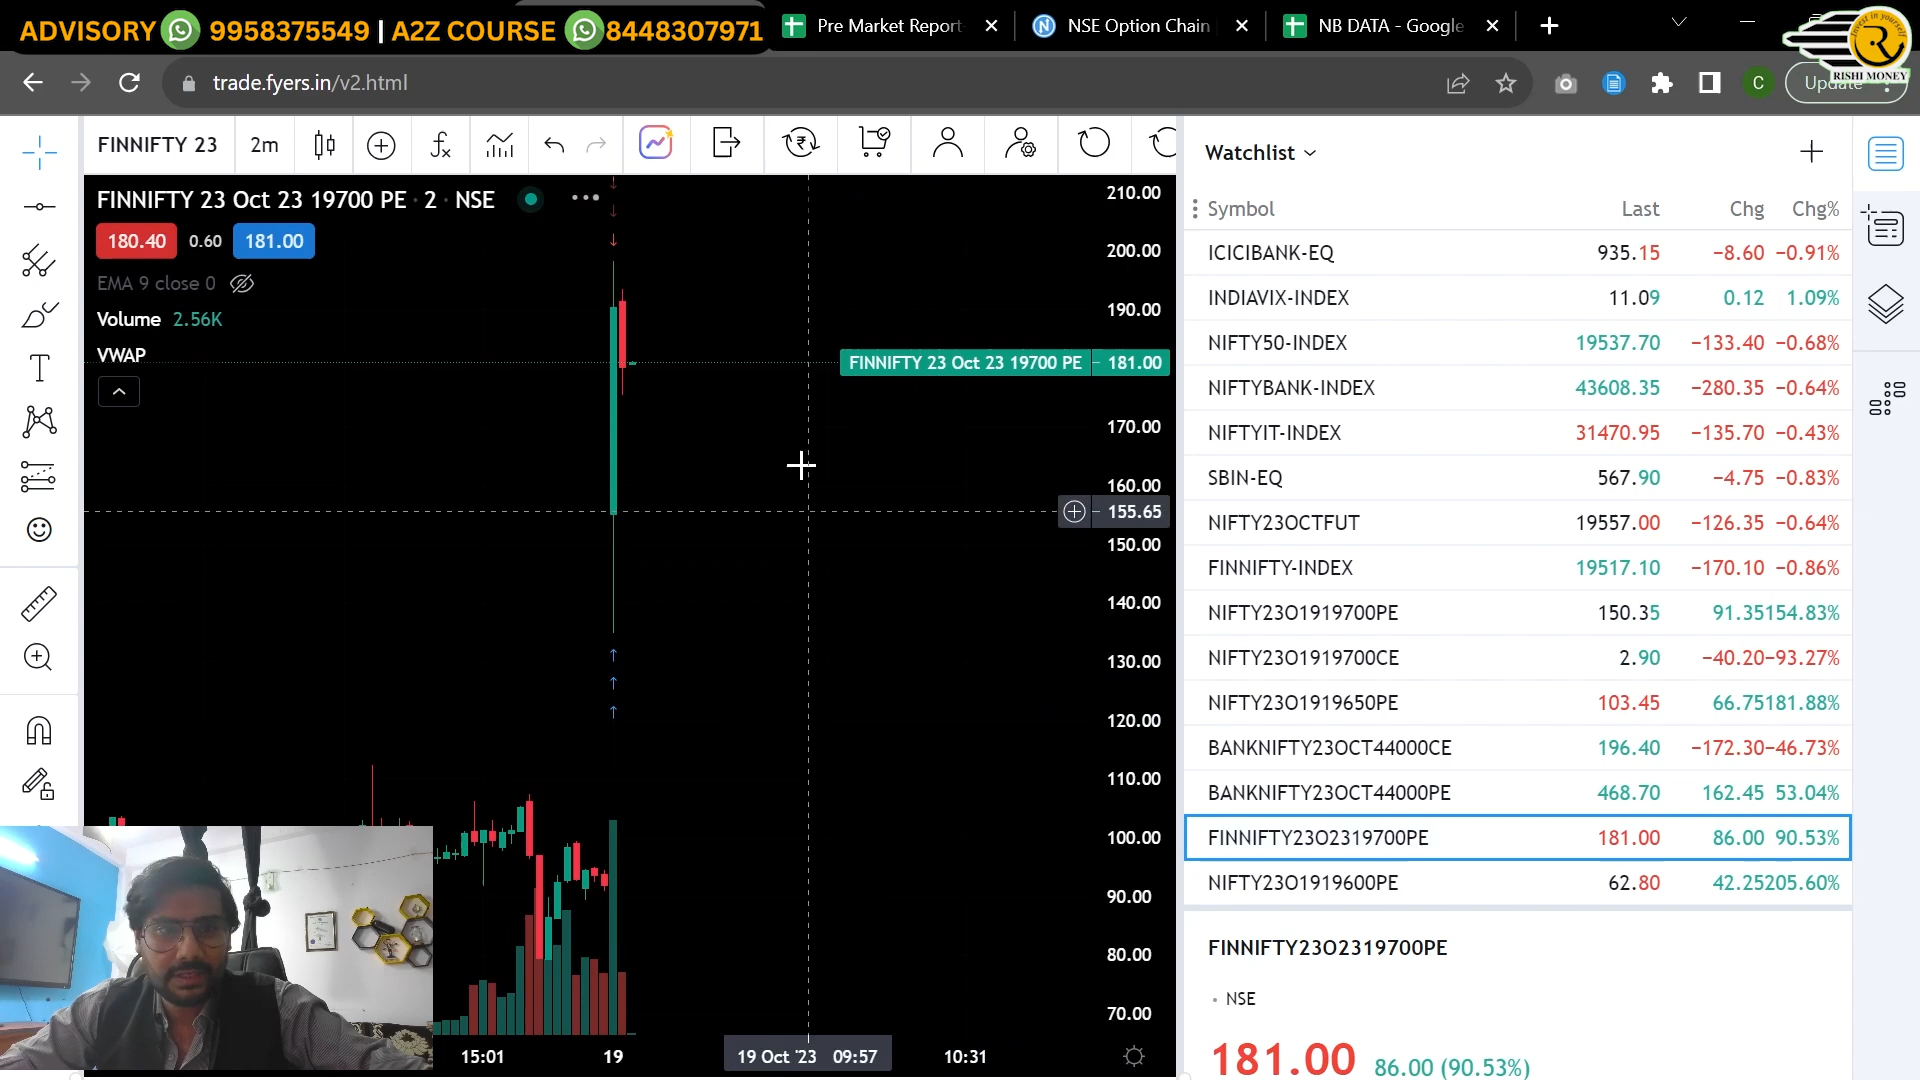 ADVISORY 9958375549 | A2Z COURSE 8448307971
Pre Market Report
NSE Option Chain
NB DATA - Google
Invest in yourself
RISHI MONEY
trade.fyers.in/v2.html
C
Update
FINNIFTY 23
2m
FINNIFTY 23 Oct 23 19700 PE · 2 · NSE
180.40 0.60 181.00
EMA 9 close 0
Volume 2.56K
VWAP
210.00
200.00
190.00
FINNIFTY 23 Oct 23 19700 PE 181.00
170.00
160.00
155.65
150.00
140.00
130.00
120.00
110.00
100.00
90.00
80.00
70.00
15:01 19 19 Oct '23 09:57 10:31
Watchlist
Symbol Last Chg Chg%
ICICIBANK-EQ 935.15 −8.60 −0.91%
INDIAVIX-INDEX 11.09 0.12 1.09%
NIFTY50-INDEX 19537.70 −133.40 −0.68%
NIFTYBANK-INDEX 43608.35 −280.35 −0.64%
NIFTYIT-INDEX 31470.95 −135.70 −0.43%
SBIN-EQ 567.90 −4.75 −0.83%
NIFTY23OCTFUT 19557.00 −126.35 −0.64%
FINNIFTY-INDEX 19517.10 −170.10 −0.86%
NIFTY23O1919700PE 150.35 91.35154.83%
NIFTY23O1919700CE 2.90 −40.20−93.27%
NIFTY23O1919650PE 103.45 66.75181.88%
BANKNIFTY23OCT44000CE 196.40 −172.30−46.73%
BANKNIFTY23OCT44000PE 468.70 162.45 53.04%
FINNIFTY23O2319700PE 181.00 86.00 90.53%
NIFTY23O1919600PE 62.80 42.25205.60%
FINNIFTY23O2319700PE
• NSE
181.00 86.00 (90.53%)